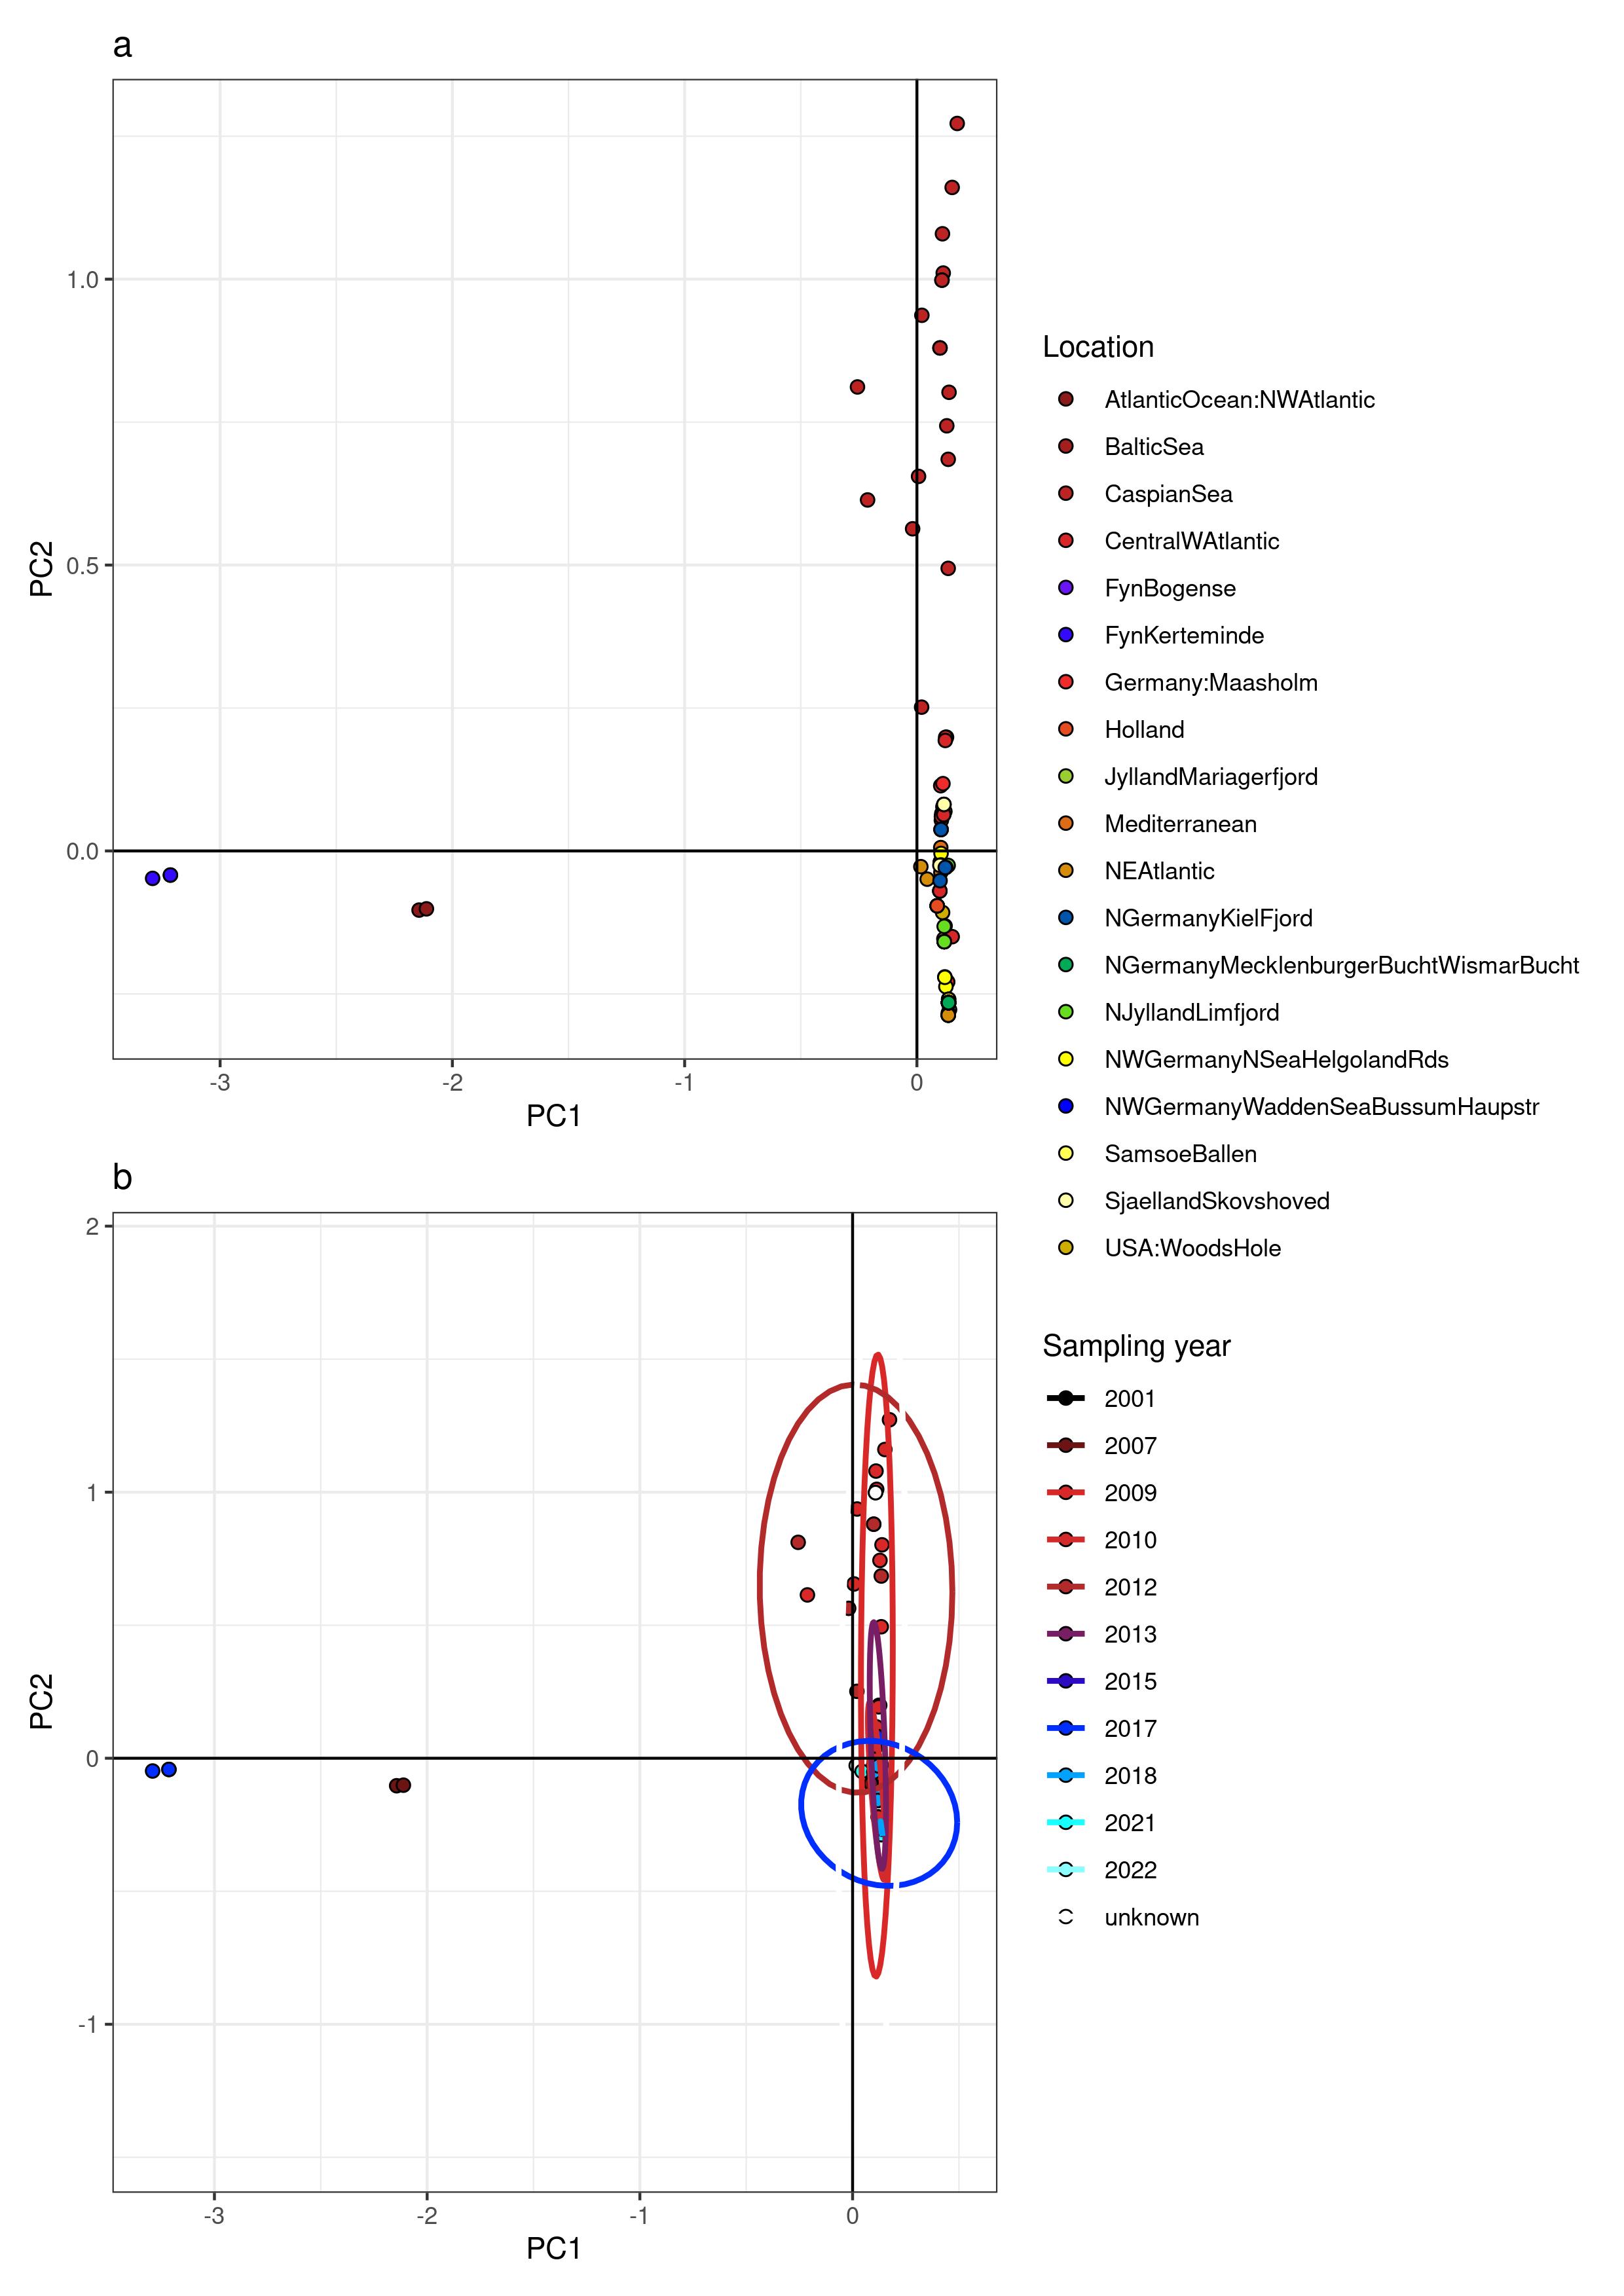 a
1.0
0.5
0.0
PC2
-3
-2
-1
0
PC1
Location
AtlanticOcean:NWAtlantic
BalticSea
CaspianSea
CentralWAtlantic
FynBogense
FynKerteminde
Germany:Maasholm
Holland
JyllandMariagerfjord
Mediterranean
NEAtlantic
NGermanyKielFjord
NGermanyMecklenburgerBuchtWismarBucht
NJyllandLimfjord
NWGermanyNSeaHelgolandRds
NWGermanyWaddenSeaBussumHaupstr
SamsoeBallen
SjaellandSkovshoved
USA:WoodsHole
b
2
1
0
-1
PC2
-3
-2
-1
0
PC1
Sampling year
2001
2007
2009
2010
2012
2013
2015
2017
2018
2021
2022
unknown